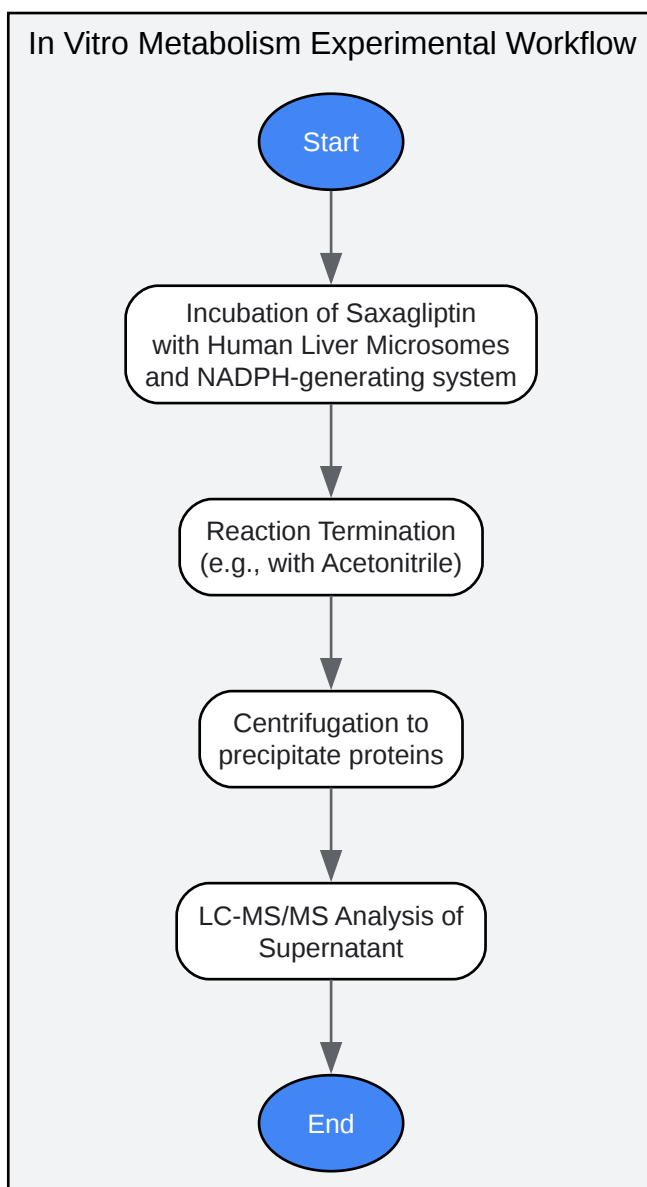 In Vitro Metabolism Experimental Workflow
Start
Incubation of Saxagliptin
with Human Liver Microsomes
and NADPH-generating system
Reaction Termination
(e.g., with Acetonitrile)
Centrifugation to
precipitate proteins
LC-MS/MS Analysis of
Supernatant
End